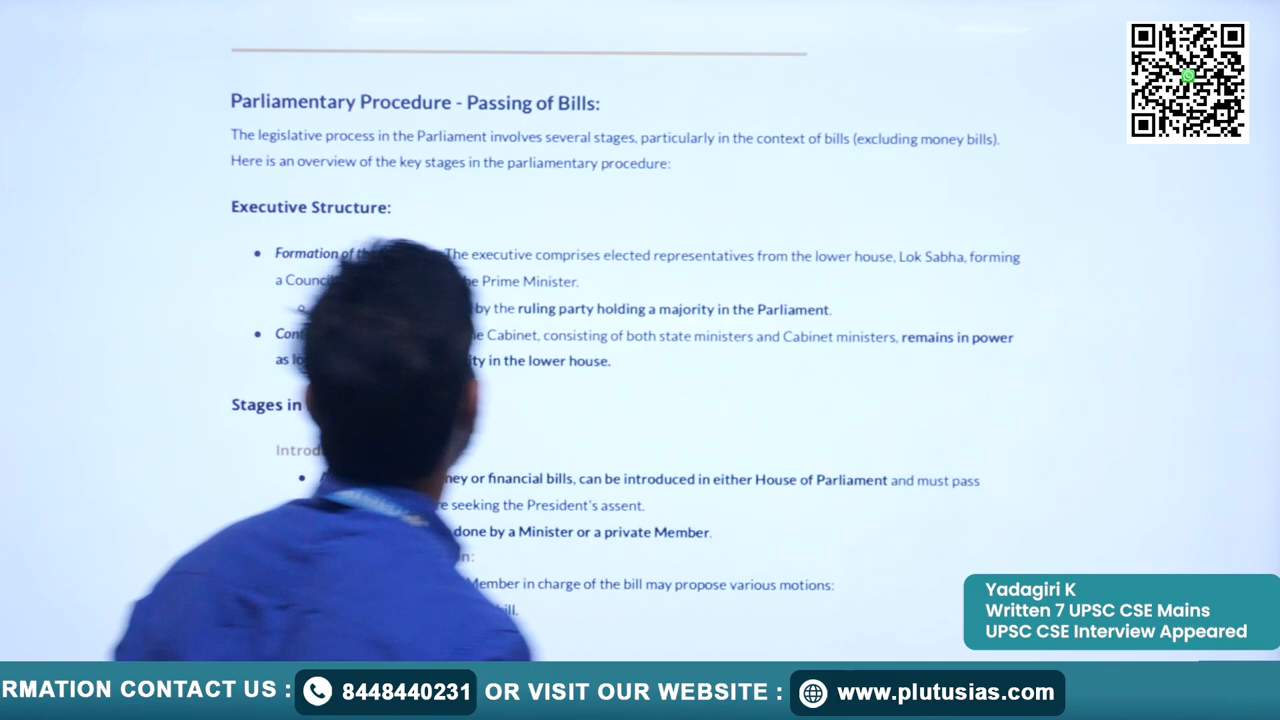 Parliamentary Procedure - Passing of Bills:
The legislative process in the Parliament involves several stages, particularly in the context of bills (excluding money bills).
Here is an overview of the key stages in the parliamentary procedure:
Executive Structure:
• Formation of The executive comprises elected representatives from the lower house, Lok Sabha, forming
a Prime Minister.
by the ruling party holding a majority in the Parliament.
• Cabinet, consisting of both state ministers and Cabinet ministers, remains in power
as in the lower house.
Stages in
• or financial bills, can be introduced in either House of Parliament and must pass
seeking the President's assent.
done by a Minister or a private Member.
Member in charge of the bill may propose various motions:
Yadagiri K
Written 7 UPSC CSE Mains
UPSC CSE Interview Appeared
RMATION CONTACT US : 8448440231 OR VISIT OUR WEBSITE : www.plutusias.com